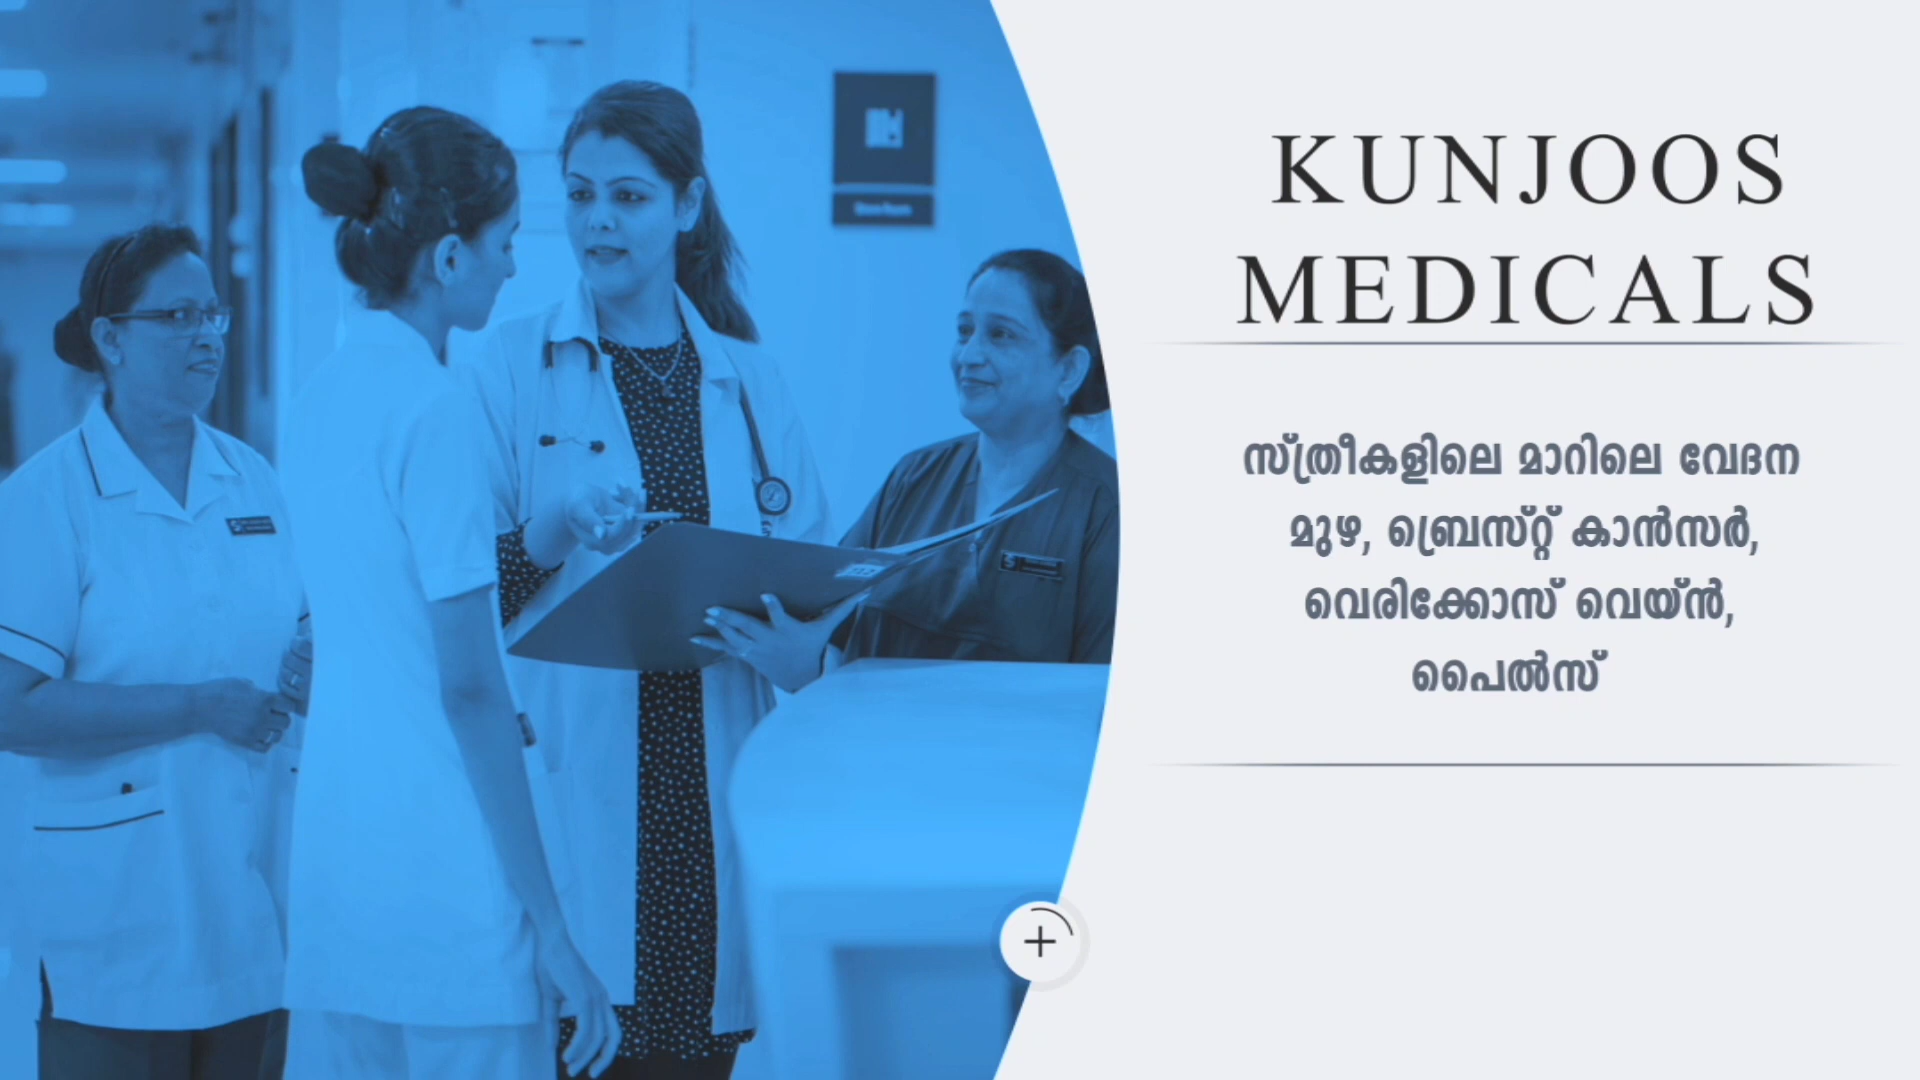 KUNJOOS
MEDICALS
സ്ത്രീകളിലെ മാറിലെ വേദന
മുഴ, ബ്രെസ്റ്റ് കാൻസർ,
വെരിക്കോസ് വെയ്ൻ,
പൈൽസ്